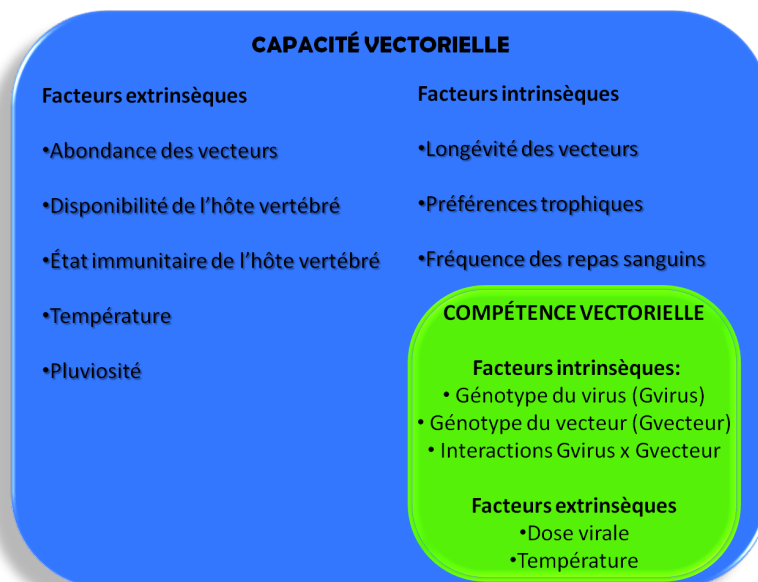 CAPACITÉ VECTORIELLE
Facteurs extrinsèques
•Abondance des vecteurs
•Disponibilité de l'hôte vertébré
•État immunitaire de l'hôte vertébré
•Température
•Pluviosité
Facteurs intrinsèques
•Longévité des vecteurs
•Préférences trophiques
•Fréquence des repas sanguins
COMPÉTENCE VECTORIELLE
Facteurs intrinsèques:
• Génotype du virus (Gvirus)
• Génotype du vecteur (Gvecteur)
• Interactions Gvirus x Gvecteur
Facteurs extrinsèques
•Dose virale
•Température